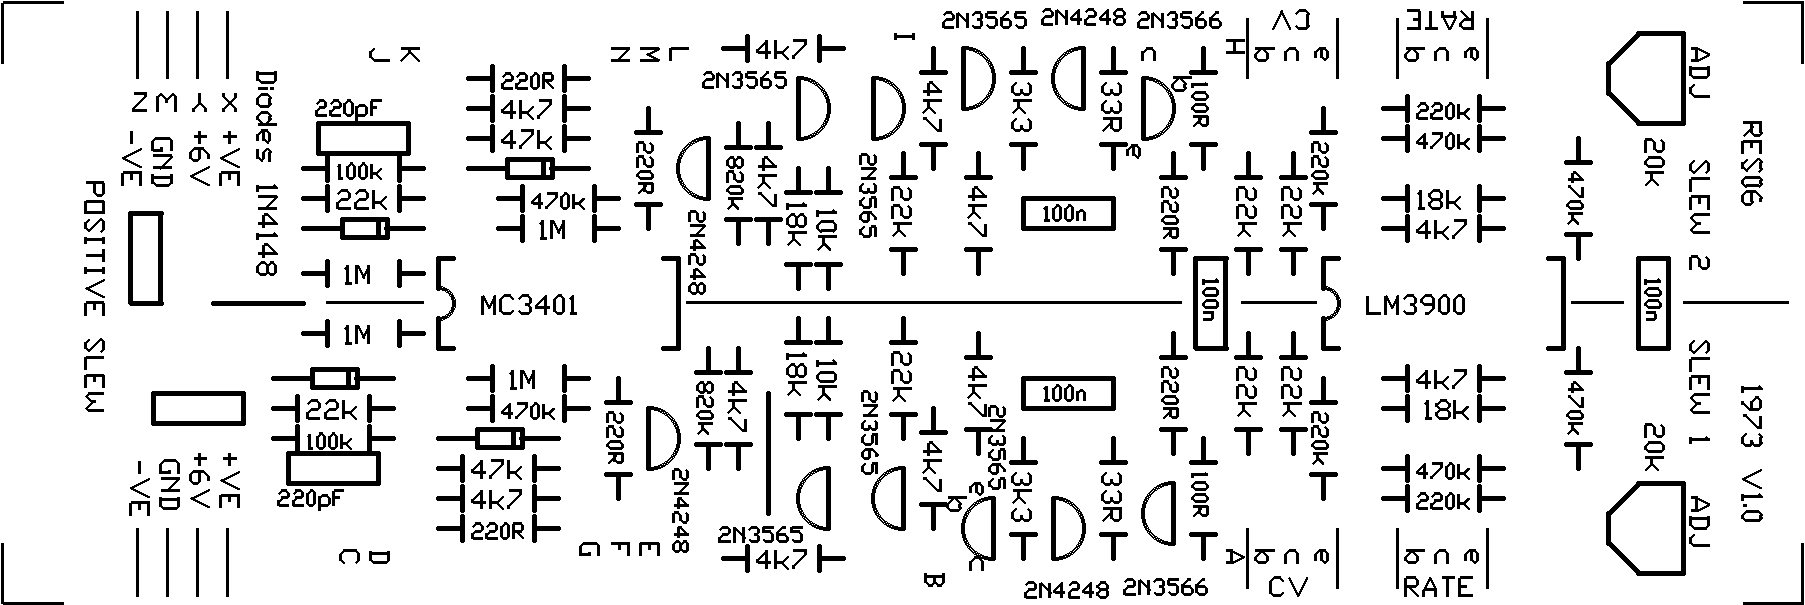 2N3565 2N4248 2N3566 CV RATE
K J N M L 4k7 I H c e c b e c b
220R 2N3565 ADJ
X Y W Z 220pF 4k7 220k
+VE +6V GND -VE 47k 470k
Diodes 1N4148 100k 220R 820k 4k7 4k7 3k3 33R b 100R e 220k 20k RES06
22k 470k 18k 10k 2N3565 22k 4k7 100n 220R 22k 22k 18k 470k SLEW 2
1M 2N4248 4k7
POSITIVE SLEW 1M MC3401 100n LM3900 100n
1M
1M 4k7
22k 470k 820k 4k7 18k 10k 22k 4k7 100n 220R 22k 22k 18k 470k SLEW 1
100k 220R 2N3565 4k7 2N3565 220k 20k 1973 V1.0
+VE +6V GND -VE 47k 470k
220pF 4k7 2N4248 e b c 3k3 33R 100R 220k ADJ
220R 2N3565
C D G F E 4k7 B A b c e b c e
2N4248 2N3566 CV RATE